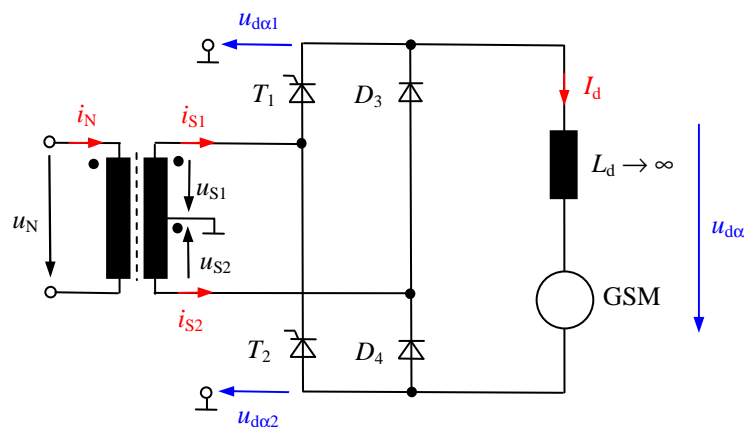 u_dα1
T_1
D_3
I_d
i_N
i_S1
L_d → ∞
u_S1
u_N
u_dα
u_S2
GSM
i_S2
T_2
D_4
u_dα2